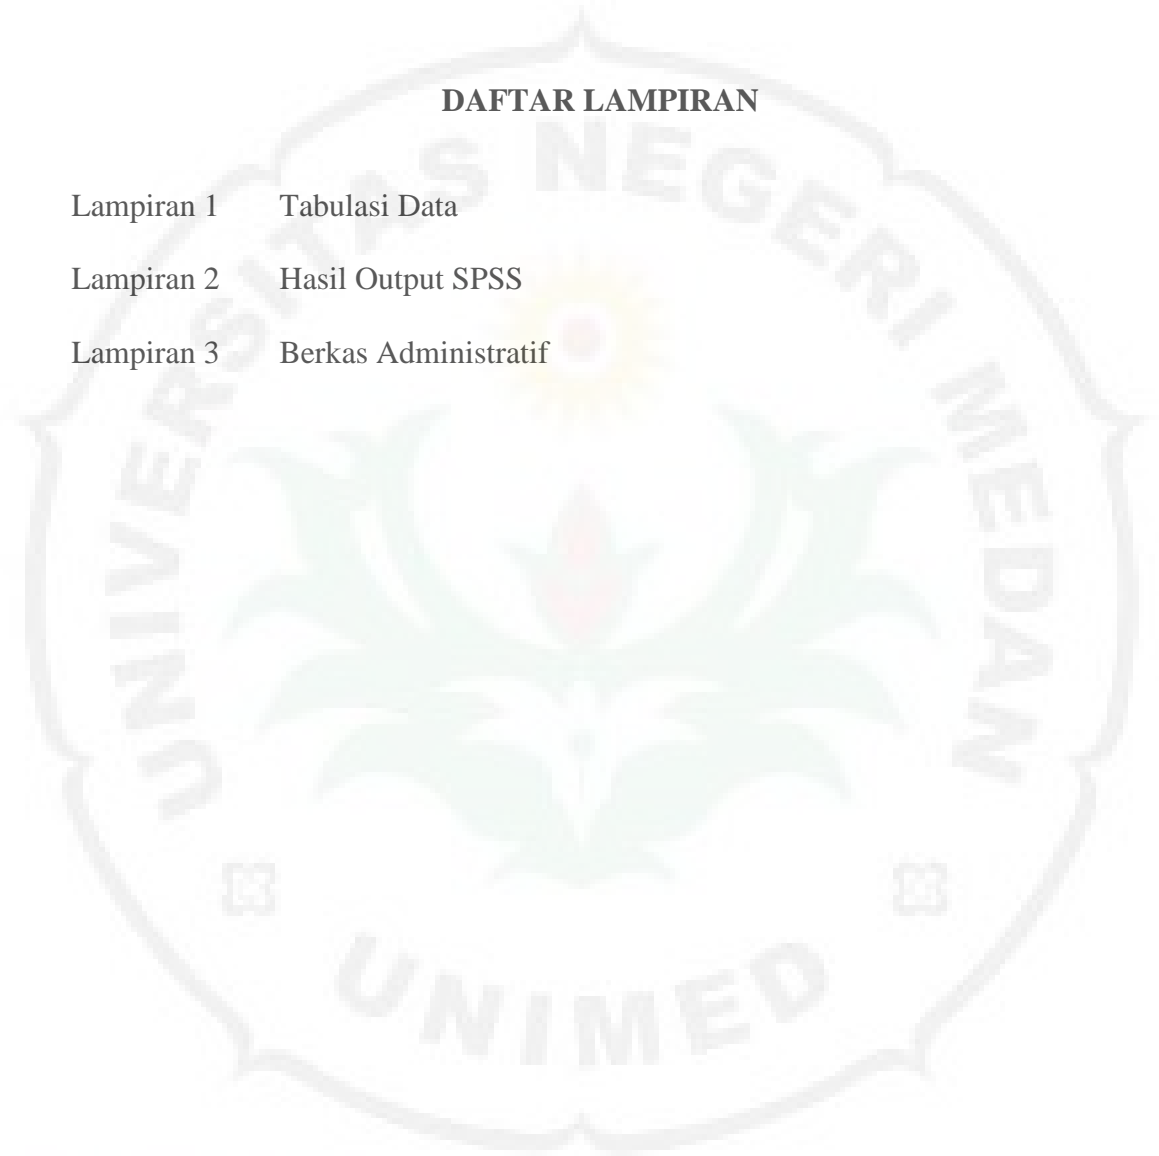 DAFTAR LAMPIRAN
Lampiran 1 Tabulasi Data
Lampiran 2 Hasil Output SPSS
Lampiran 3 Berkas Administratif
UNIVERSITAS NEGERI MEDAN
UNIMED